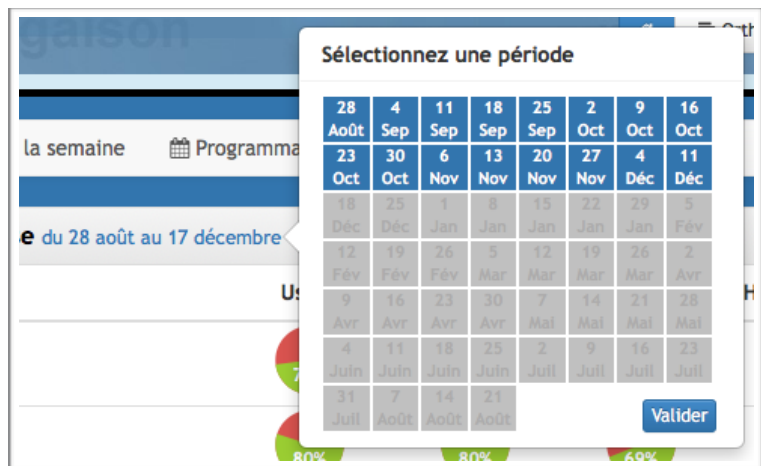 gaison
Orth
Sélectionnez une période
28 4 11 18 25 2 9 16
Août Sep Sep Sep Sep Oct Oct Oct
la semaine Programma
23 30 6 13 20 27 4 11
Oct Oct Nov Nov Nov Nov Déc Déc
18 25 1 8 15 22 29 5
Déc Déc Jan Jan Jan Jan Jan Fév
e du 28 août au 17 décembre
12 19 26 5 12 19 26 2
Fév Fév Fév Mar Mar Mar Mar Avr
Us
H
9 16 23 30 7 14 21 28
Avr Avr Avr Avr Mai Mai Mai Mai
4 11 18 25 2 9 16 23
Juin Juin Juin Juin Juil Juil Juil Juil
7
31 7 14 21
Juil Août Août Août
Valider
80% 80% 69%